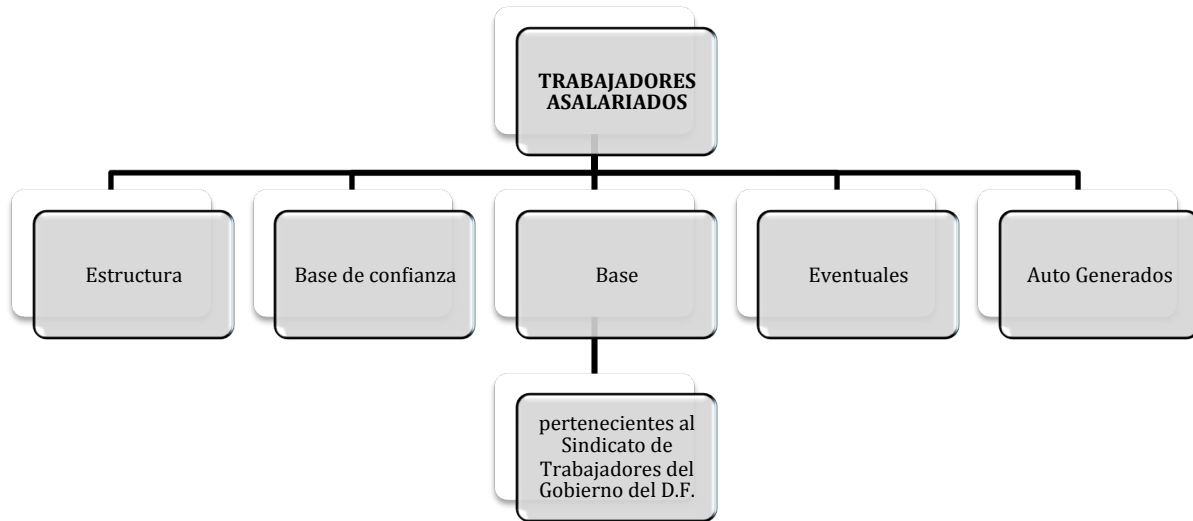 TRABAJADORES
ASALARIADOS
Estructura
Base de confianza
Base
Eventuales
Auto Generados
pertenecientes al
Sindicato de
Trabajadores del
Gobierno del D.F.